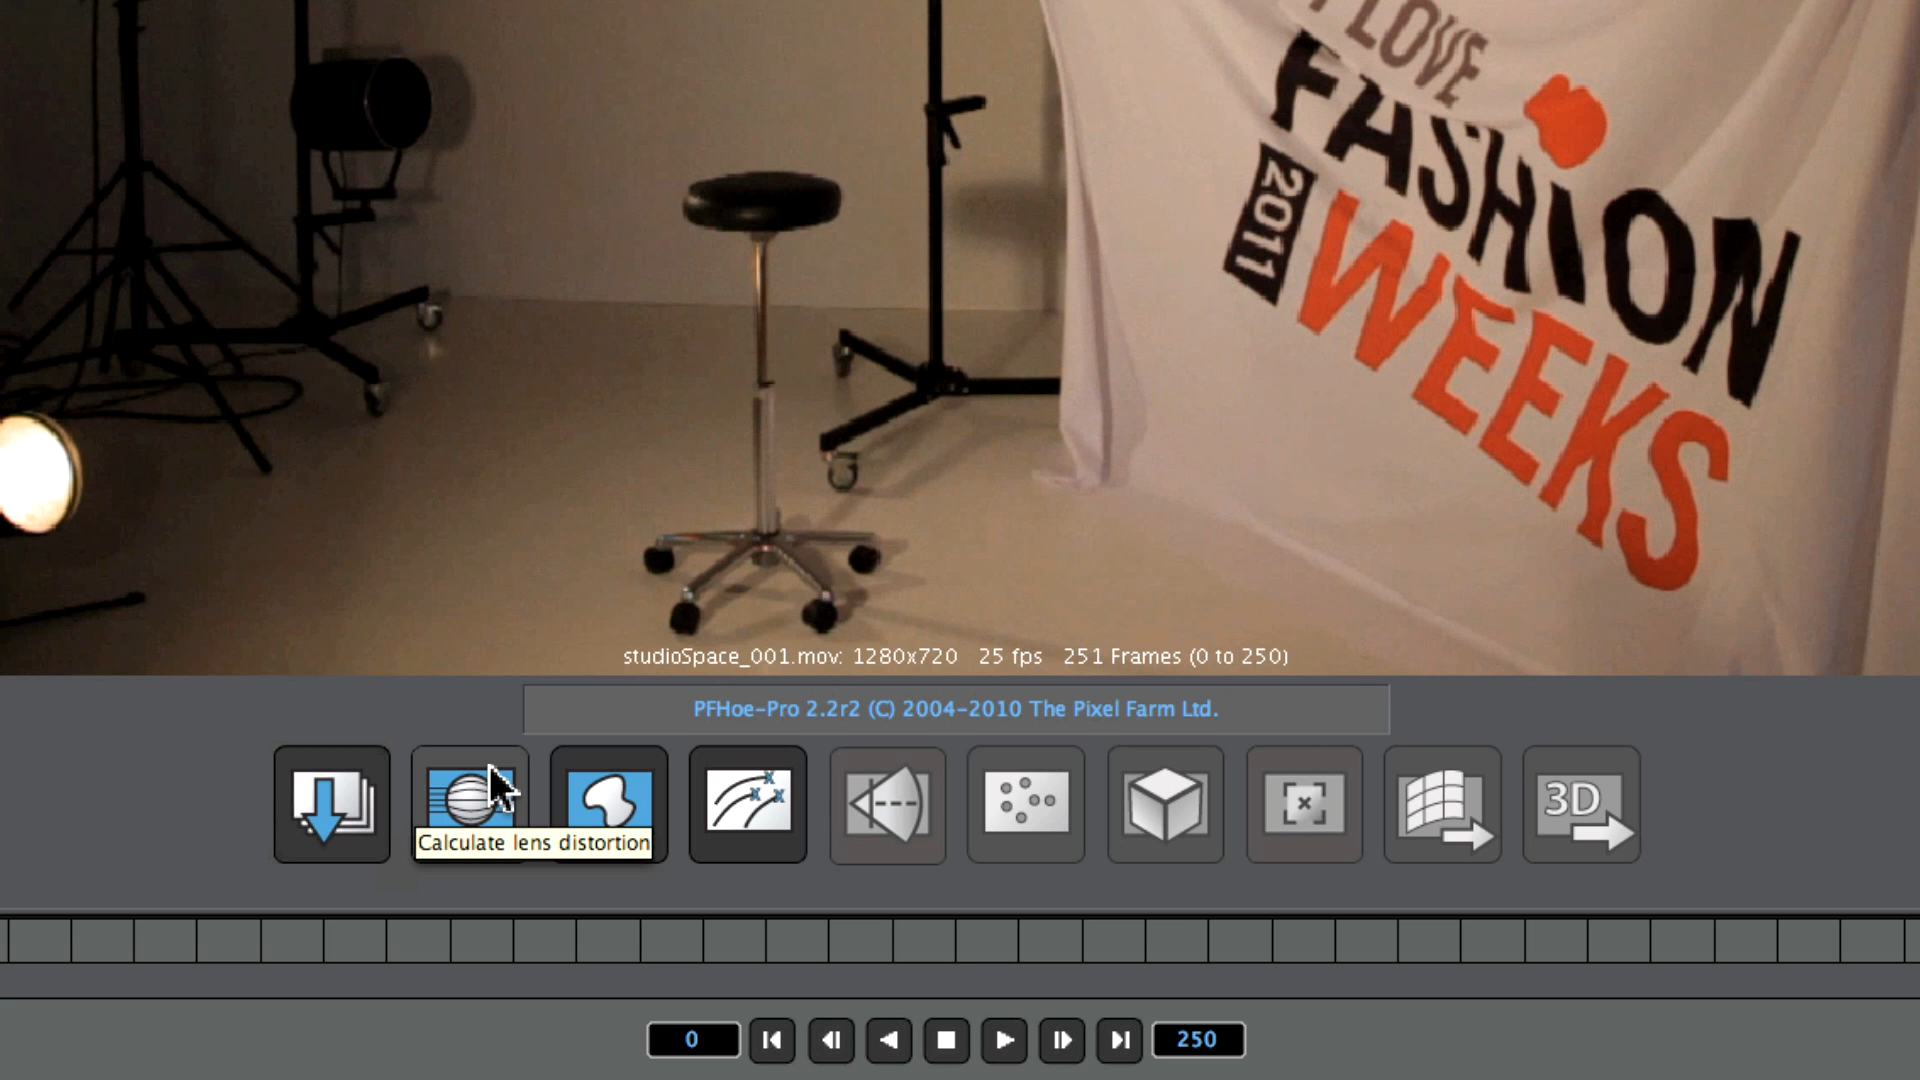 I LOVE
FASHION
2011
WEEKS
studioSpace_001.mov: 1280x720 25 fps 251 Frames (0 to 250)
PFHoe-Pro 2.2r2 (C) 2004-2010 The Pixel Farm Ltd.
3D
Calculate lens distortion
0
250